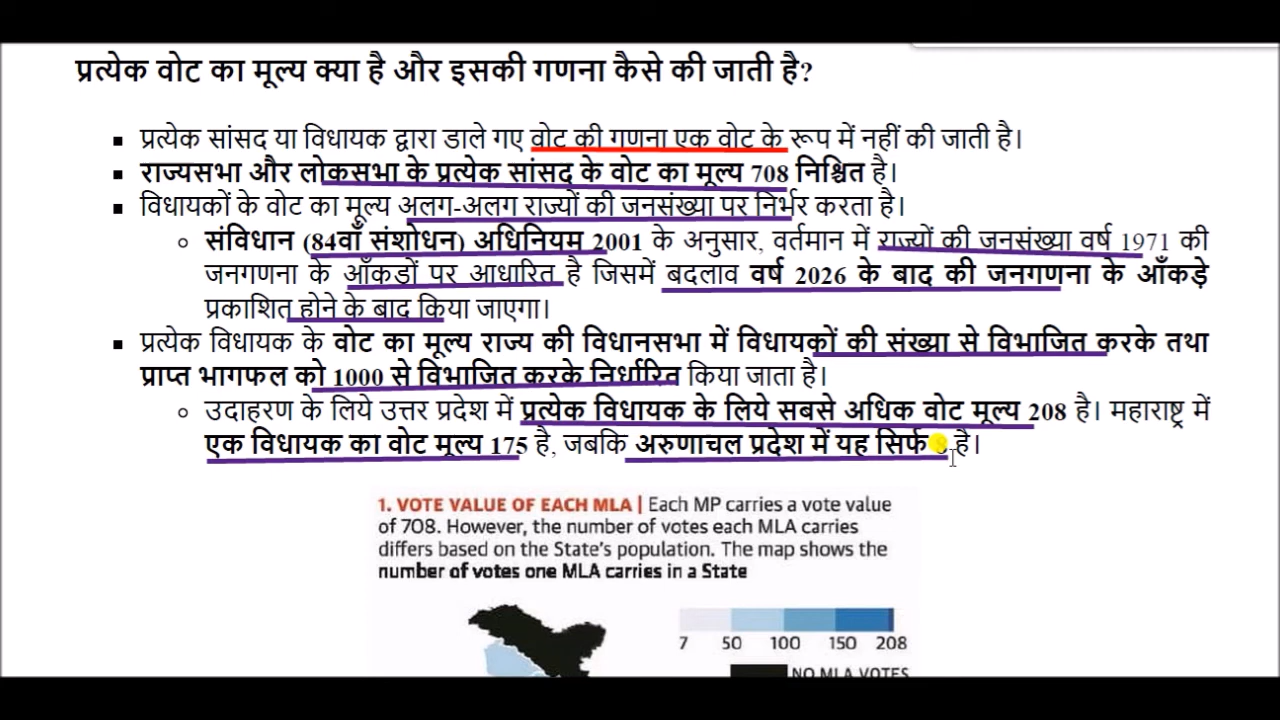 प्रत्येक वोट का मूल्य क्या है और इसकी गणना कैसे की जाती है?
▪ प्रत्येक सांसद या विधायक द्वारा डाले गए वोट की गणना एक वोट के रूप में नहीं की जाती है।
▪ राज्यसभा और लोकसभा के प्रत्येक सांसद के वोट का मूल्य 708 निश्चित है।
▪ विधायकों के वोट का मूल्य अलग-अलग राज्यों की जनसंख्या पर निर्भर करता है।
○ संविधान (84वाँ संशोधन) अधिनियम 2001 के अनुसार, वर्तमान में राज्यों की जनसंख्या वर्ष 1971 की
जनगणना के आँकडों पर आधारित है जिसमें बदलाव वर्ष 2026 के बाद की जनगणना के आँकड़े
प्रकाशित होने के बाद किया जाएगा।
▪ प्रत्येक विधायक के वोट का मूल्य राज्य की विधानसभा में विधायकों की संख्या से विभाजित करके तथा
प्राप्त भागफल को 1000 से विभाजित करके निर्धारित किया जाता है।
○ उदाहरण के लिये उत्तर प्रदेश में प्रत्येक विधायक के लिये सबसे अधिक वोट मूल्य 208 है। महाराष्ट्र में
एक विधायक का वोट मूल्य 175 है, जबकि अरुणाचल प्रदेश में यह सिर्फ है।
1. VOTE VALUE OF EACH MLA | Each MP carries a vote value
of 708. However, the number of votes each MLA carries
differs based on the State's population. The map shows the
number of votes one MLA carries in a State
7 50 100 150 208
NO MLA VOTES